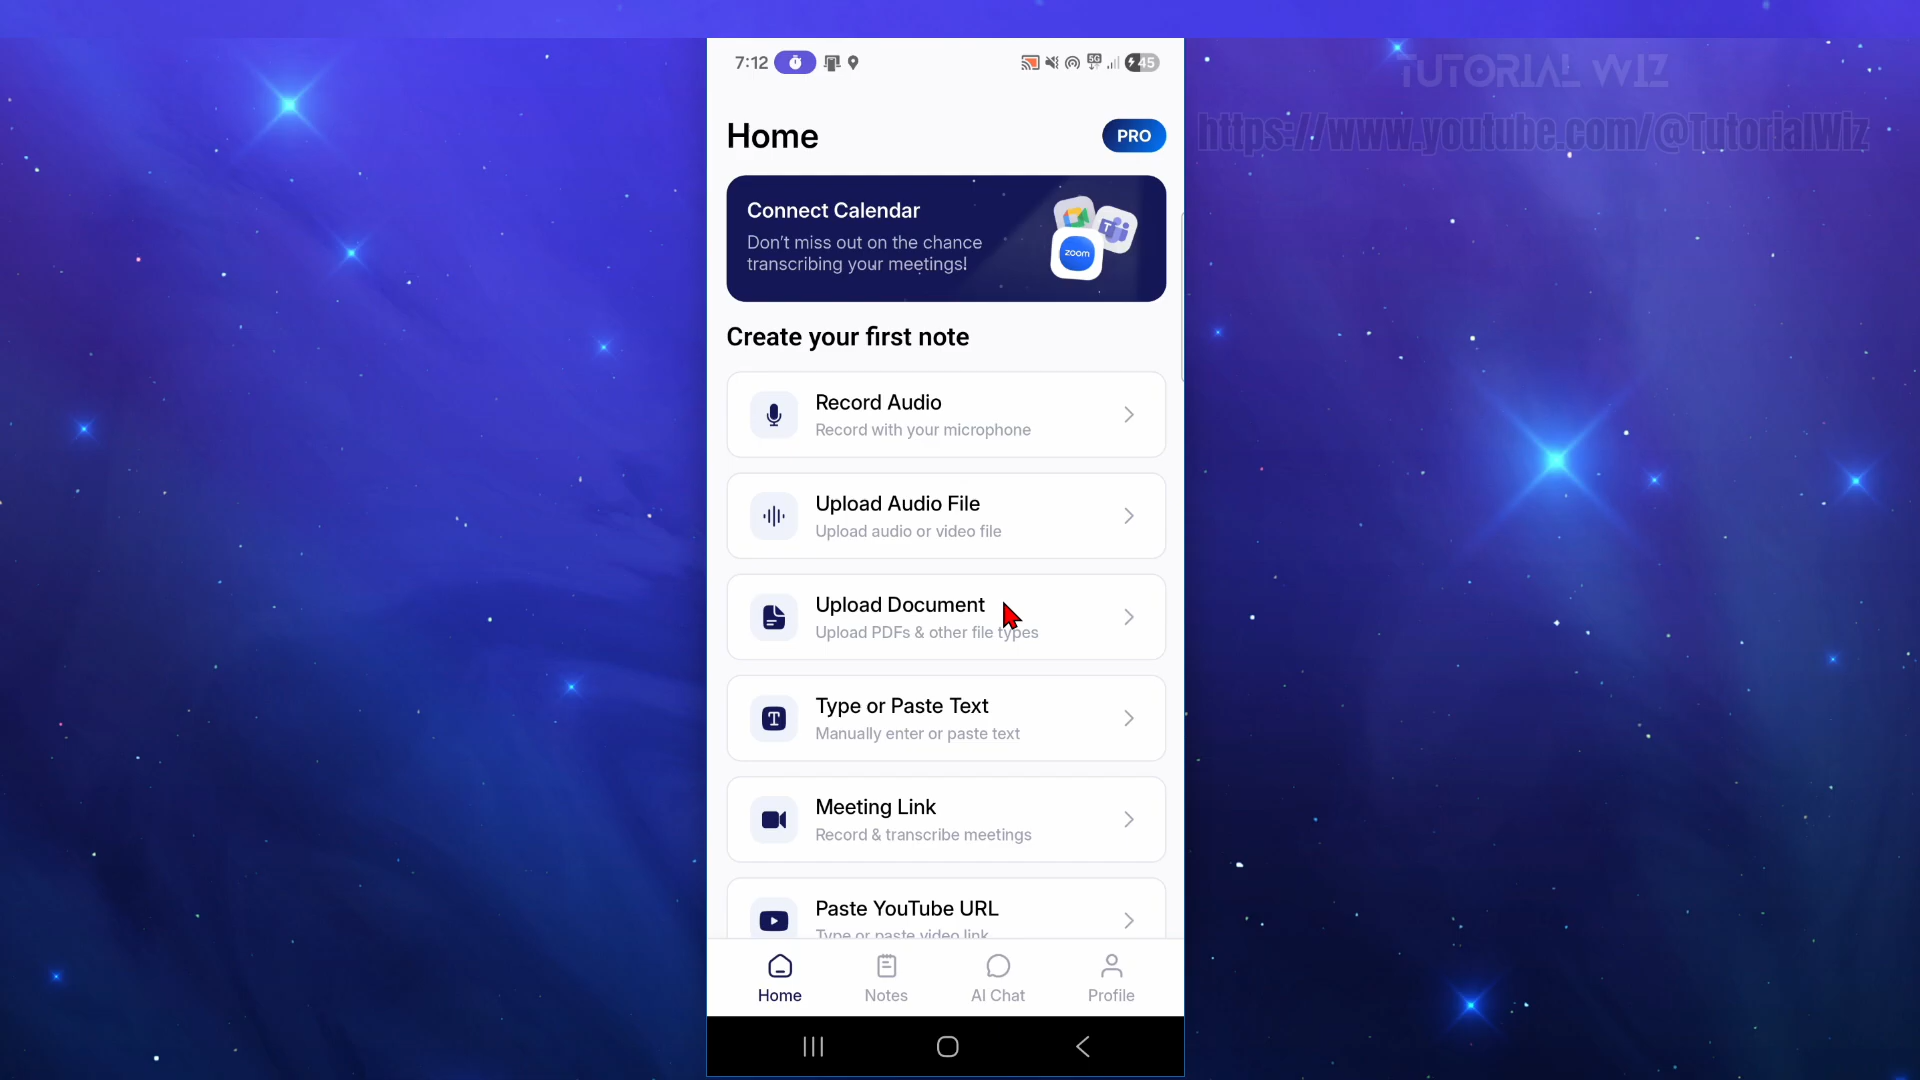 TUTORIAL WIZ
https://www.youtube.com/@TutorialWiz
7:12
5G
45
Home
PRO
Connect Calendar
Don't miss out on the chance
transcribing your meetings!
T
zoom
Create your first note
Record Audio
Record with your microphone
Upload Audio File
Upload audio or video file
Upload Document
Upload PDFs & other file types
T
Type or Paste Text
Manually enter or paste text
Meeting Link
Record & transcribe meetings
Paste YouTube URL
Type or paste video link
Home
Notes
AI Chat
Profile